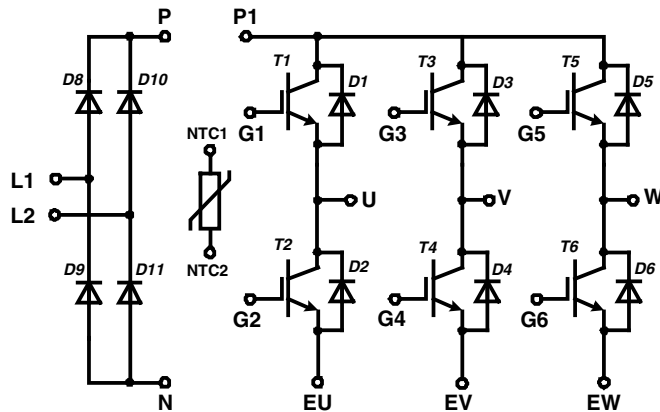 P P1
T1 T3 T5
D8 D10 D1 D3 D5
G1 G3 G5
NTC1
L1
U V W
L2
T2 T4 T6
NTC2
D9 D11 D2 D4 D6
G2 G4 G6
N EU EV EW